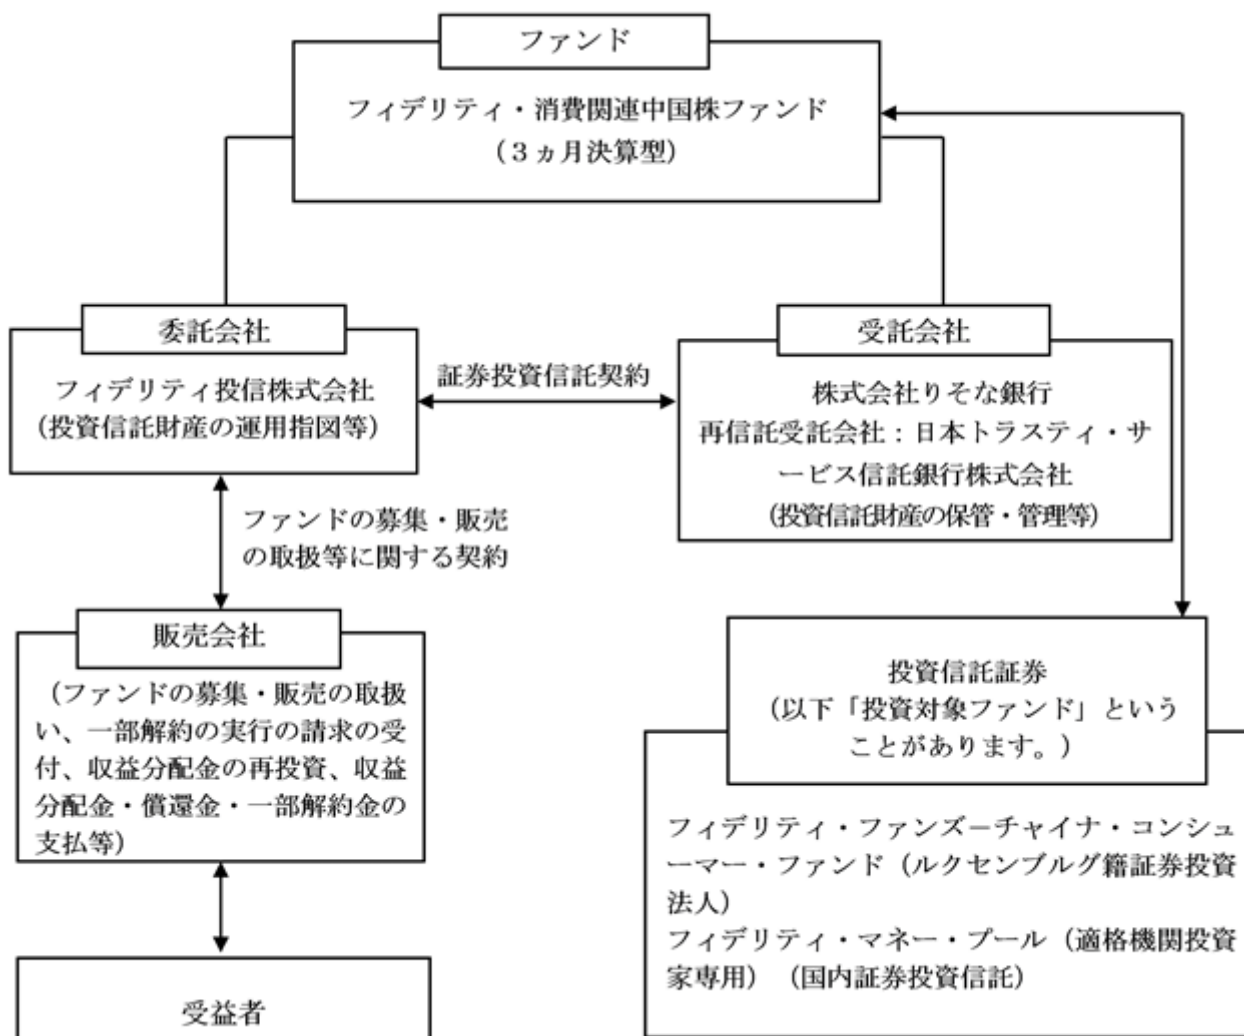 ファンド
フィデリティ・消費関連中国株ファンド
（３ヵ月決算型）
委託会社
フィデリティ投信株式会社
（投資信託財産の運用指図等）
証券投資信託契約
受託会社
株式会社りそな銀行
再信託受託会社：日本トラスティ・サ
ービス信託銀行株式会社
（投資信託財産の保管・管理等）
ファンドの募集・販売
の取扱等に関する契約
販売会社
（ファンドの募集・販売の取扱
い、一部解約の実行の請求の受
付、収益分配金の再投資、収益
分配金・償還金・一部解約金の
支払等）
投資信託証券
（以下「投資対象ファンド」という
ことがあります。）
フィデリティ・ファンズ－チャイナ・コンシュ
ーマー・ファンド（ルクセンブルグ籍証券投資
法人）
フィデリティ・マネー・プール（適格機関投資
家専用）（国内証券投資信託）
受益者